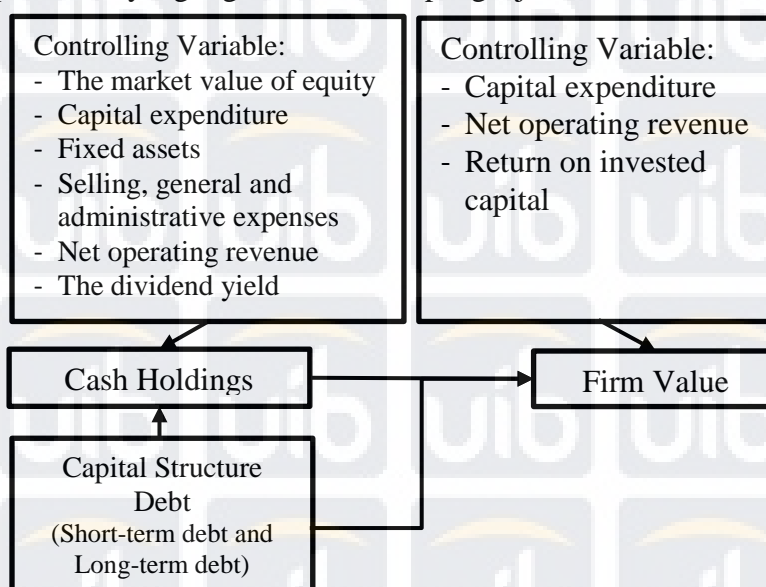 Controlling Variable:
- The market value of equity
- Capital expenditure
- Fixed assets
- Selling, general and
administrative expenses
- Net operating revenue
- The dividend yield
Controlling Variable:
- Capital expenditure
- Net operating revenue
- Return on invested
capital
Cash Holdings
Firm Value
Capital Structure
Debt
(Short-term debt and
Long-term debt)
uib